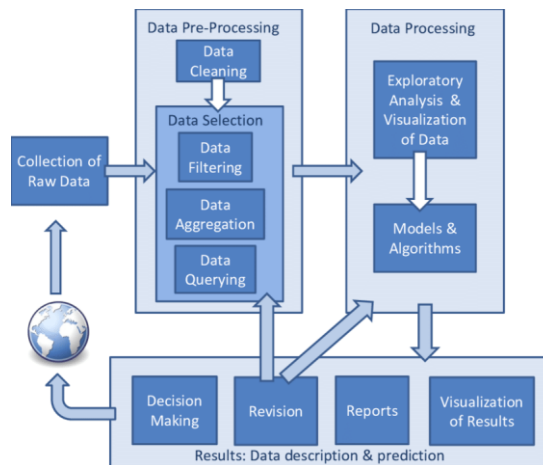 Data Pre-Processing
Data
Cleaning
Data Selection
Data
Filtering
Data
Aggregation
Data
Querying
Collection of
Raw Data
Data Processing
Exploratory
Analysis &
Visualization
of Data
Models &
Algorithms
Decision
Making
Revision
Reports
Visualization
of Results
Results: Data description & prediction